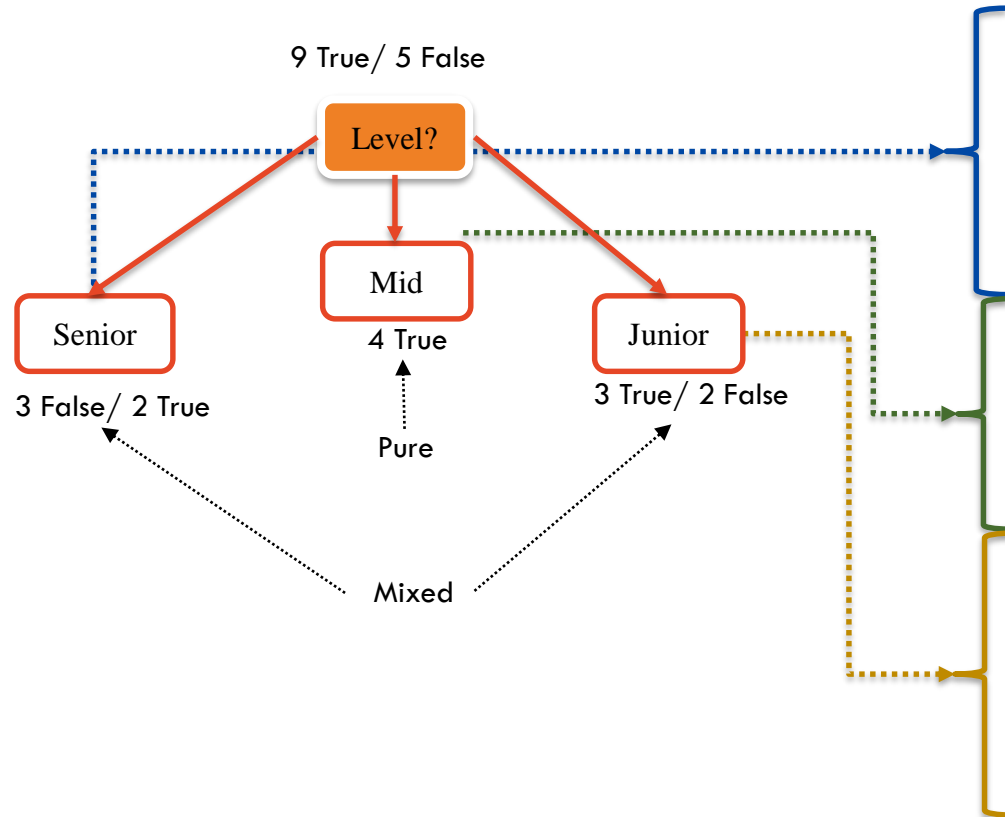 9 True/ 5 False
Level?
Mid
Senior
Junior
4 True
3 False/ 2 True
3 True/ 2 False
Pure
Mixed